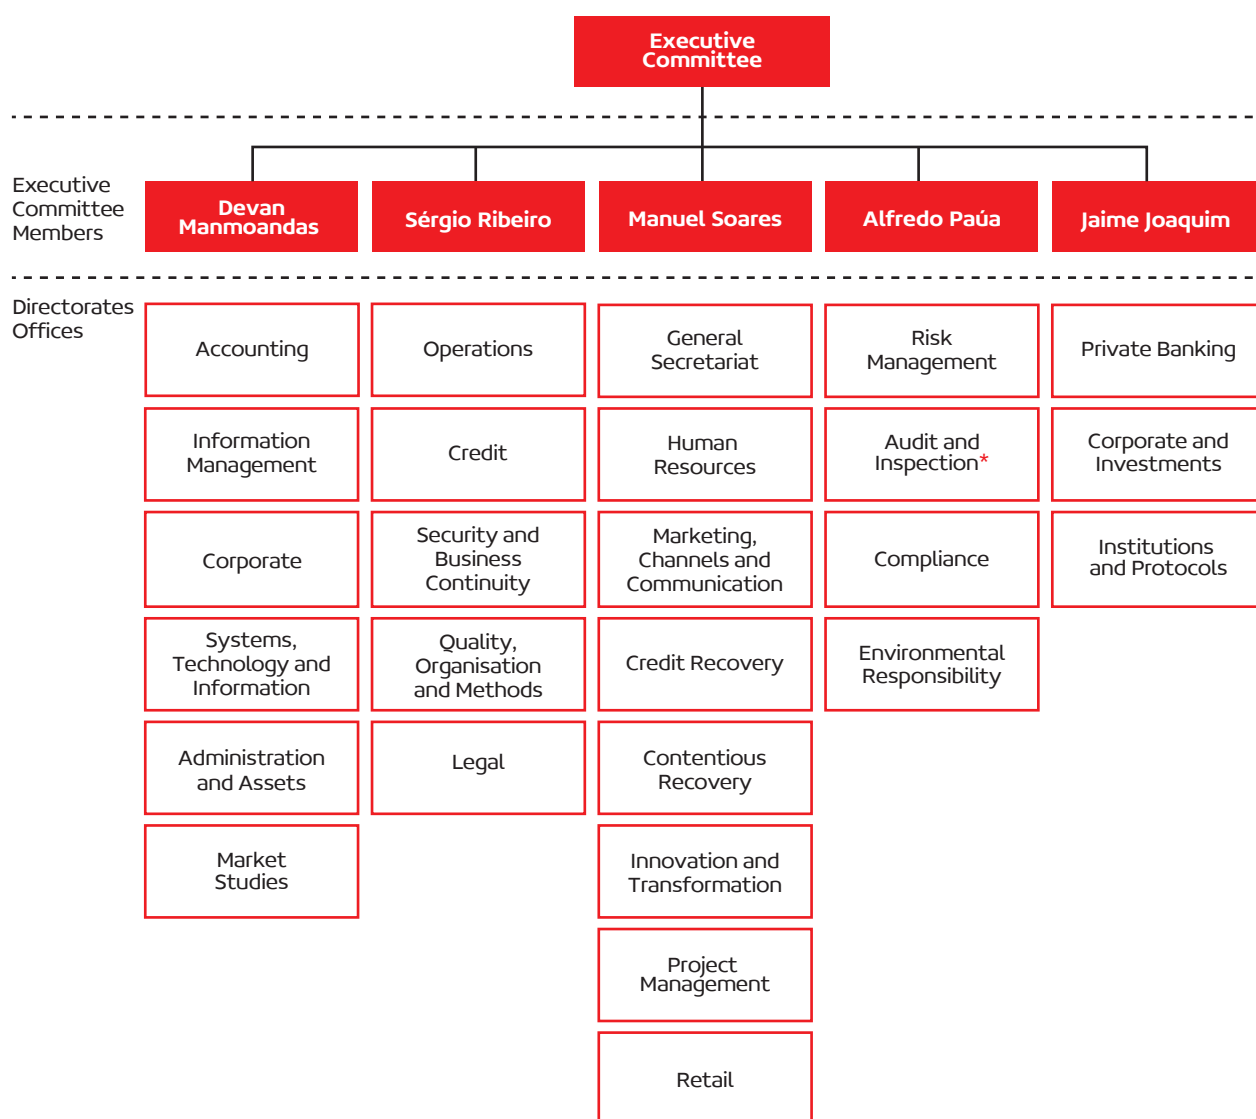 Executive
Committee
Executive
Committee
Members
Devan
Manmoandas
Sérgio Ribeiro
Manuel Soares
Alfredo Paúa
Jaime Joaquim
Directorates
Offices
Accounting
Operations
General
Secretariat
Risk
Management
Private Banking
Information
Management
Credit
Human
Resources
Audit and
Inspection*
Corporate and
Investments
Corporate
Security and
Business
Continuity
Marketing,
Channels and
Communication
Compliance
Institutions
and Protocols
Systems,
Technology and
Information
Quality,
Organisation
and Methods
Credit Recovery
Environmental
Responsibility
Administration
and Assets
Legal
Contentious
Recovery
Market
Studies
Innovation and
Transformation
Project
Management
Retail